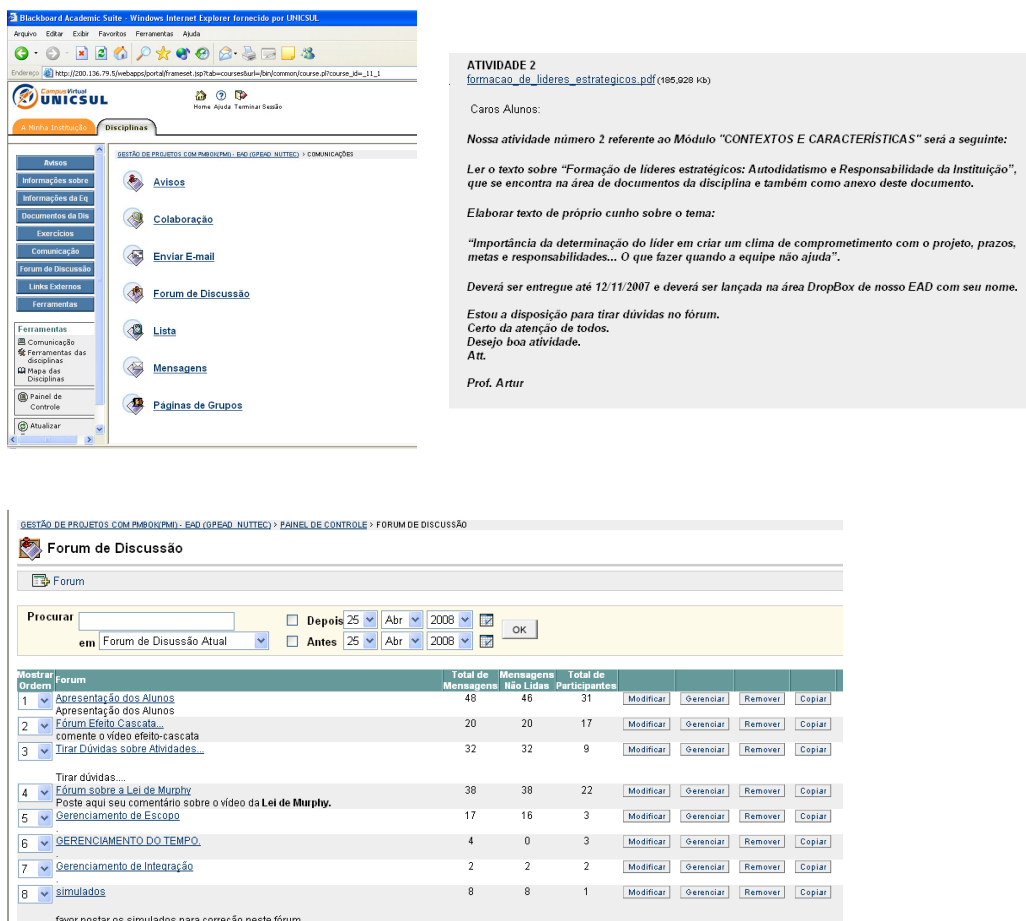 Blackboard Academic Suite - Windows Internet Explorer fornecido por UNICSUL
Arquivo Editar Exibir Favoritos Ferramentas Ajuda
Endereço http://200.136.79.5/webapps/portal/frameset.jsp?tab=courses&url=/bin/common/course.pl?course_id=_11_1
Campus Virtual
UNICSUL
Home Ajuda Terminar Sessão
A Minha Instituição Disciplinas
GESTÃO DE PROJETOS COM PMBOK(PMI) - EAD (GPEAD_NUTTEC) > COMUNICAÇÕES
Avisos
Informações sobre
Informações da Eq
Documentos da Dis
Exercícios
Comunicação
Forum de Discussão
Links Externos
Ferramentas
Ferramentas
Comunicação
Ferramentas das
disciplinas
Mapa das
Disciplinas
Painel de
Controle
Atualizar
Avisos
Colaboração
Enviar E-mail
Forum de Discussão
Lista
Mensagens
Páginas de Grupos
ATIVIDADE 2
formacao_de_lideres_estrategicos.pdf (185,928 Kb)
Caros Alunos:
Nossa atividade número 2 referente ao Módulo "CONTEXTOS E CARACTERÍSTICAS" será a seguinte:
Ler o texto sobre “Formação de líderes estratégicos: Autodidatismo e Responsabilidade da Instituição”,
que se encontra na área de documentos da disciplina e também como anexo deste documento.
Elaborar texto de próprio cunho sobre o tema:
“Importância da determinação do líder em criar um clima de comprometimento com o projeto, prazos,
metas e responsabilidades... O que fazer quando a equipe não ajuda”.
Deverá ser entregue até 12/11/2007 e deverá ser lançada na área DropBox de nosso EAD com seu nome.
Estou a disposição para tirar dúvidas no fórum.
Certo da atenção de todos.
Desejo boa atividade.
Att.
Prof. Artur
GESTÃO DE PROJETOS COM PMBOK(PMI) - EAD (GPEAD_NUTTEC) > PAINEL DE CONTROLE > FORUM DE DISCUSSÃO
Forum de Discussão
Forum
Procurar Depois 25 Abr 2008 OK
em Forum de Disussão Atual Antes 25 Abr 2008
Mostrar Ordem Forum Total de Mensagens Mensagens Não Lidas Total de Participantes
1 Apresentação dos Alunos 48 46 31 Modificar Gerenciar Remover Copiar
Apresentação dos Alunos
2 Fórum Efeito Cascata... 20 20 17 Modificar Gerenciar Remover Copiar
comente o vídeo efeito-cascata
3 Tirar Dúvidas sobre Atividades... 32 32 9 Modificar Gerenciar Remover Copiar
Tirar dúvidas....
4 Fórum sobre a Lei de Murphy 38 38 22 Modificar Gerenciar Remover Copiar
Poste aqui seu comentário sobre o vídeo da Lei de Murphy.
5 Gerenciamento de Escopo 17 16 3 Modificar Gerenciar Remover Copiar
.
6 GERENCIAMENTO DO TEMPO. 4 0 3 Modificar Gerenciar Remover Copiar
.
7 Gerenciamento de Integração 2 2 2 Modificar Gerenciar Remover Copiar
.
8 simulados 8 8 1 Modificar Gerenciar Remover Copiar
favor postar os simulados para correção neste fórum